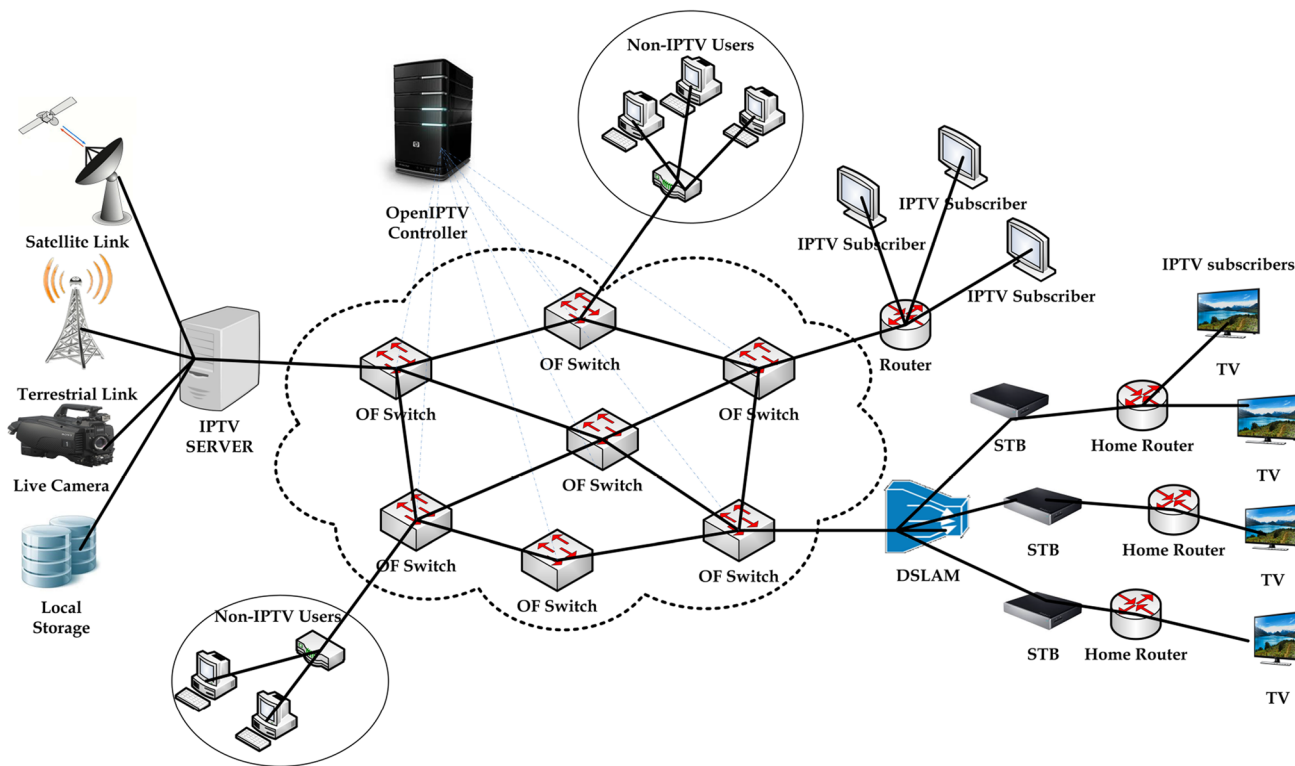 Non-IPTV Users
OpenIPTV
Controller
IPTV Subscriber
IPTV Subscriber
IPTV Subscriber
Satellite Link
IPTV subscribers
TV
OF Switch
Router
Terrestrial Link
OF Switch
OF Switch
IPTV
SERVER
STB
Home Router
TV
Live Camera
OF Switch
OF Switch
OF Switch
DSLAM
STB
Home Router
TV
OF Switch
Local
Storage
Non-IPTV Users
STB
Home Router
TV